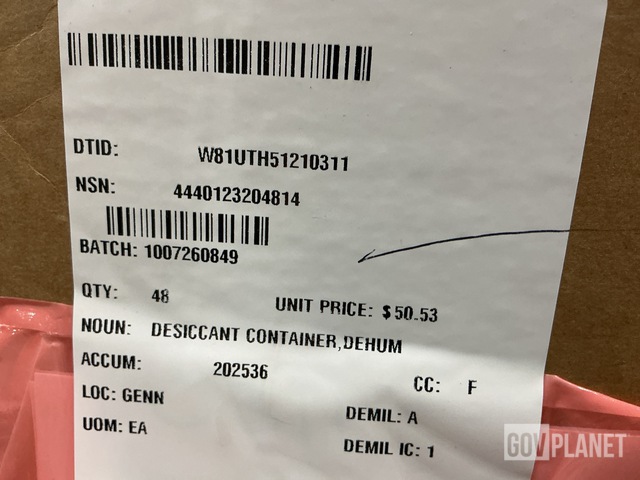 DTID: W81UTH51210311
NSN: 4440123204814
BATCH: 1007260849
QTY: 48 UNIT PRICE: $50.53
NOUN: DESICCANT CONTAINER,DEHUM
ACCUM: 202536 CC: F
LOC: GENN DEMIL: A
UOM: EA DEMIL IC: 1
GOVPLANET